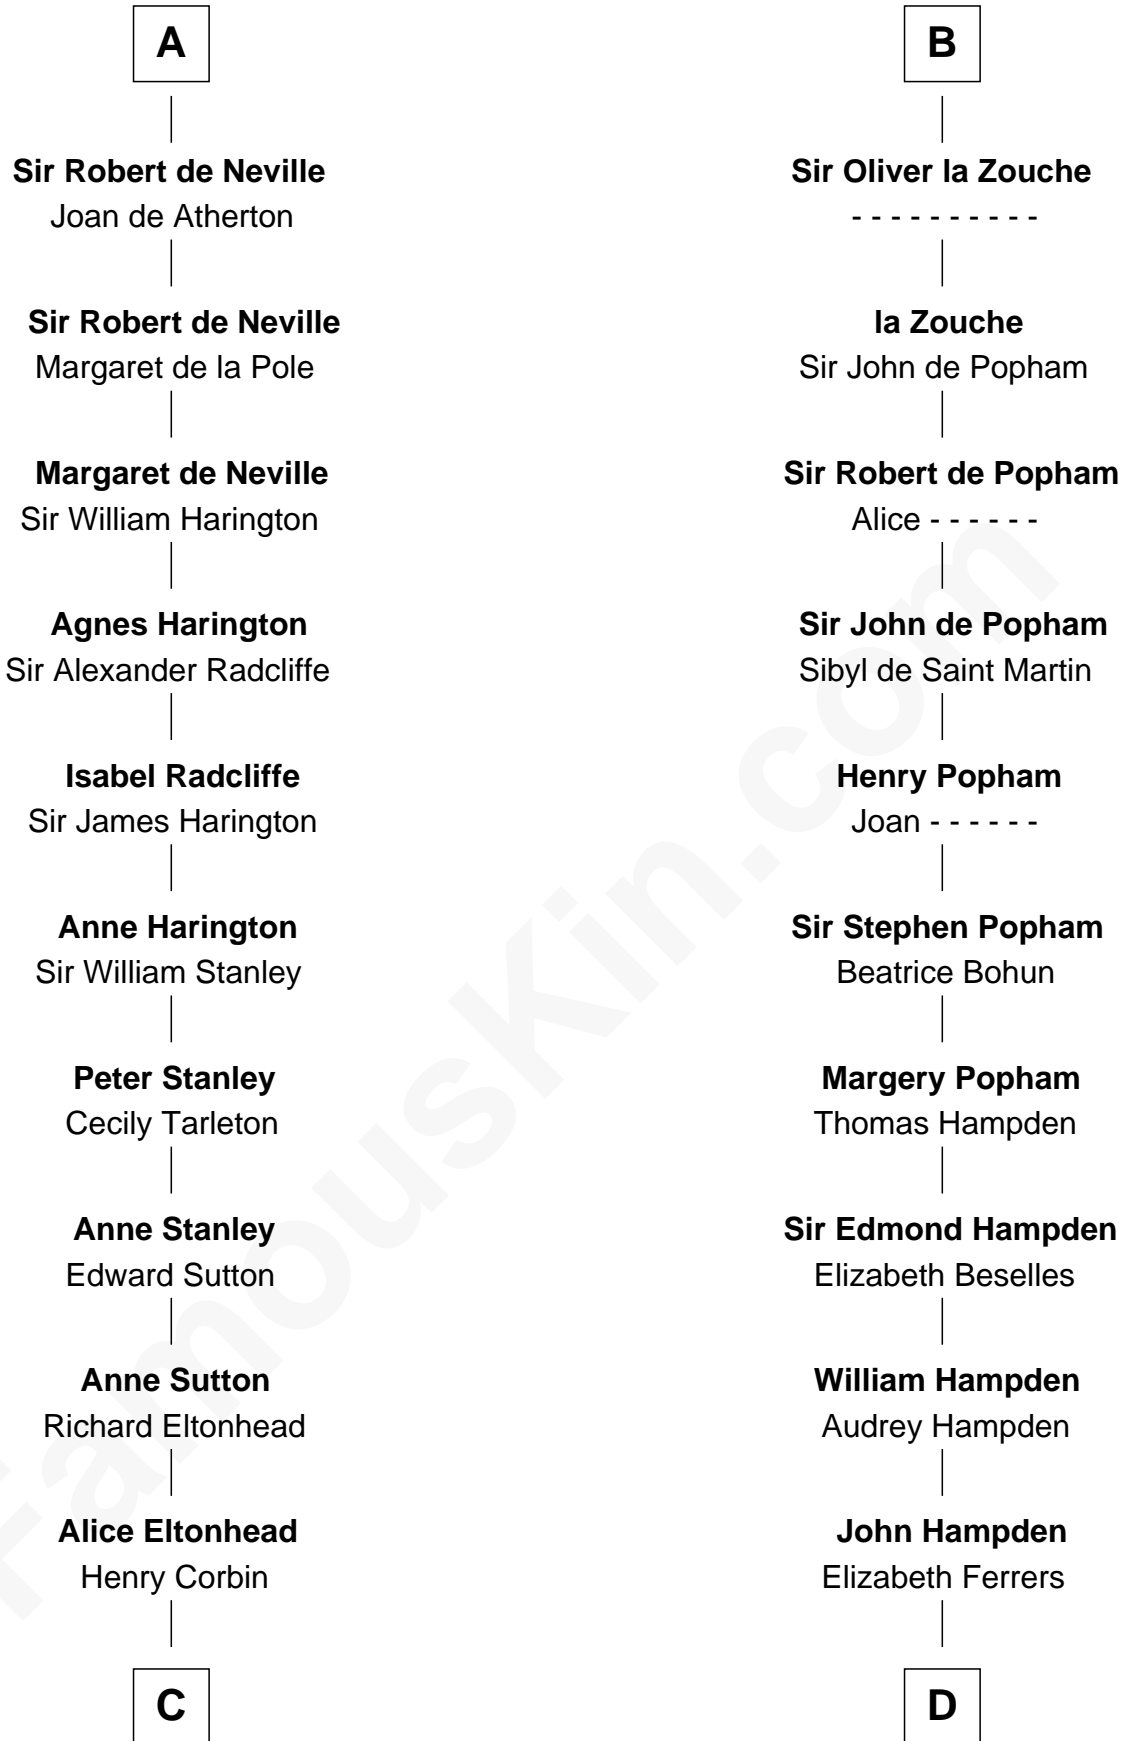 A
Sir Robert de Neville
Joan de Atherton
Sir Robert de Neville
Margaret de la Pole
Margaret de Neville
Sir William Harington
Agnes Harington
Sir Alexander Radcliffe
Isabel Radcliffe
Sir James Harington
Anne Harington
Sir William Stanley
Peter Stanley
Cecily Tarleton
Anne Stanley
Edward Sutton
Anne Sutton
Richard Eltonhead
Alice Eltonhead
Henry Corbin
C
B
Sir Oliver la Zouche
- - - - - - - - - -
la Zouche
Sir John de Popham
Sir Robert de Popham
Alice - - - - - -
Sir John de Popham
Sibyl de Saint Martin
Henry Popham
Joan - - - - - -
Sir Stephen Popham
Beatrice Bohun
Margery Popham
Thomas Hampden
Sir Edmond Hampden
Elizabeth Beselles
William Hampden
Audrey Hampden
John Hampden
Elizabeth Ferrers
D
FamousKin.com